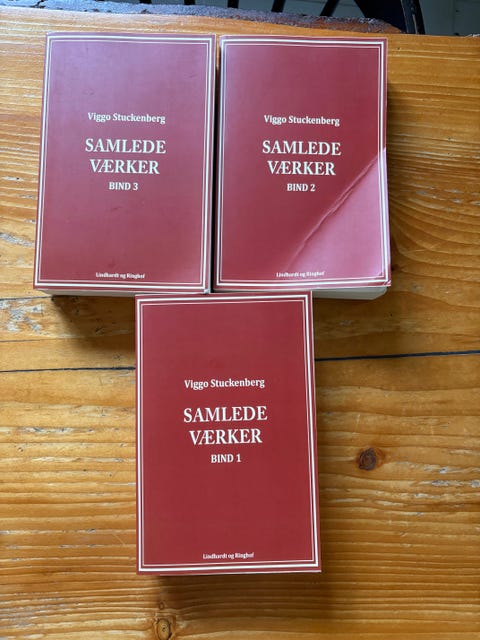 Viggo Stuckenberg
SAMLEDE
VÆRKER
BIND 3
Lindhardt og Ringhof
Viggo Stuckenberg
SAMLEDE
VÆRKER
BIND 2
Lindhardt og Ringhof
Viggo Stuckenberg
SAMLEDE
VÆRKER
BIND 1
Lindhardt og Ringhof